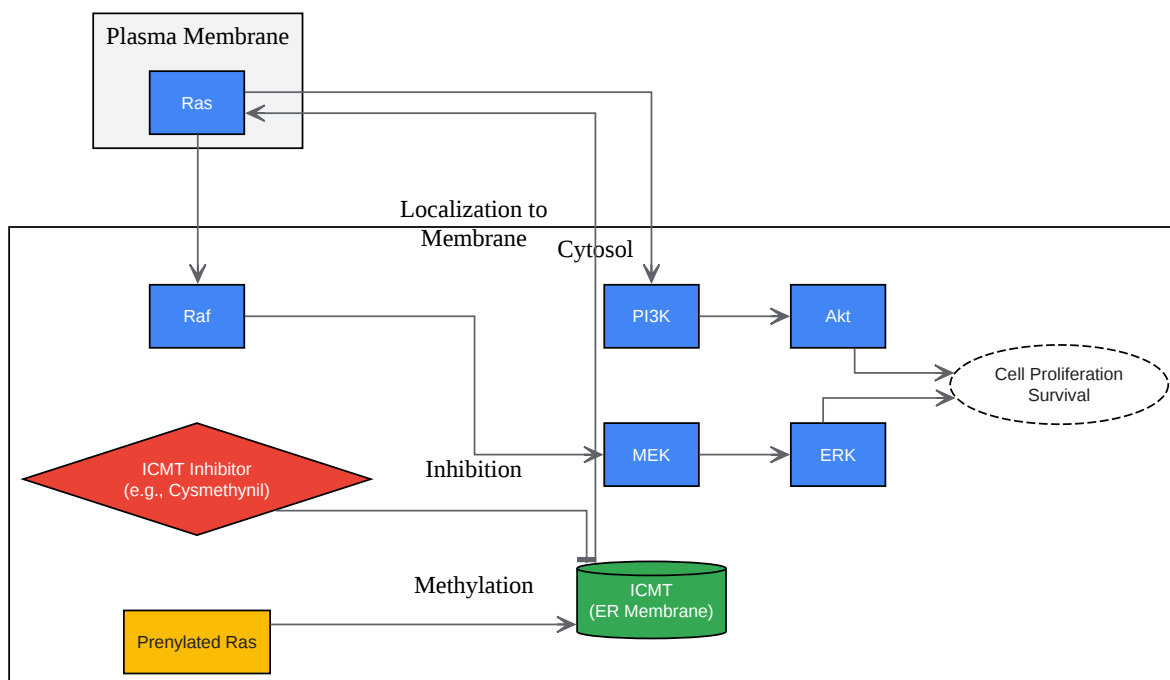 Plasma Membrane
Ras
Localization to
Membrane
Cytosol
Raf
PI3K
Akt
Cell Proliferation
Survival
ICMT Inhibitor
(e.g., Cysmethynil)
Inhibition
MEK
ERK
Methylation
ICMT
(ER Membrane)
Prenylated Ras